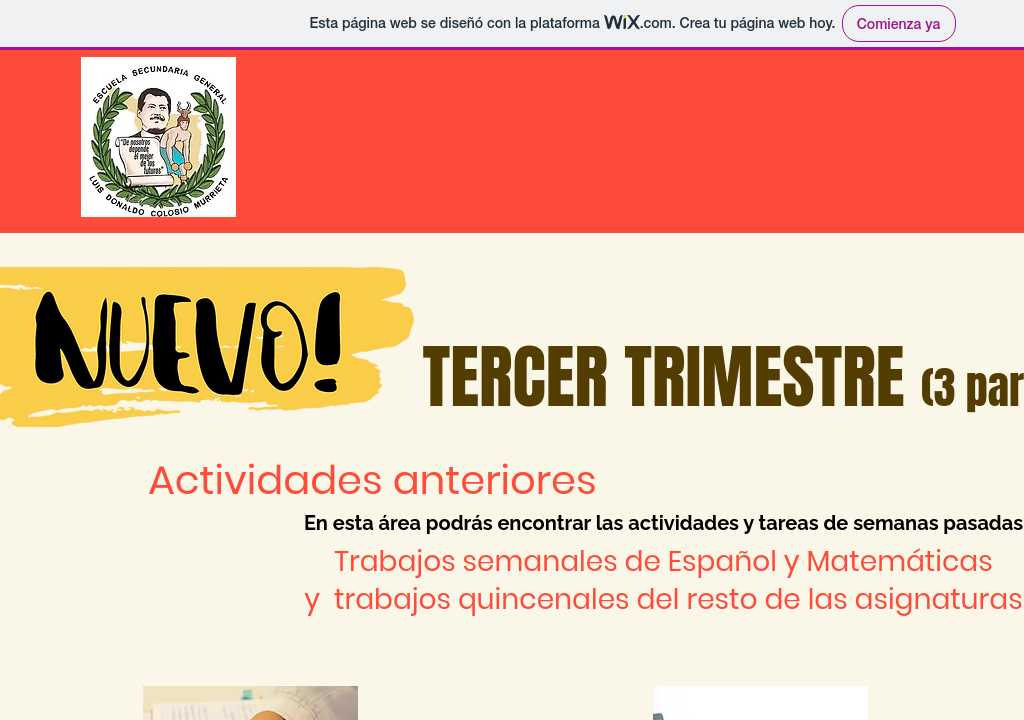 Esta página web se diseñó con la plataforma WiX.com. Crea tu página web hoy.
Comienza ya
ESCUELA SECUNDARIA GENERAL
"De nosotros
depende
el mejor
de los
futuros"
LUIS DONALDO COLOSIO MURRIETA
NUEVO!
TERCER TRIMESTRE (3 par
Actividades anteriores
En esta área podrás encontrar las actividades y tareas de semanas pasadas
Trabajos semanales de Español y Matemáticas
y trabajos quincenales del resto de las asignaturas